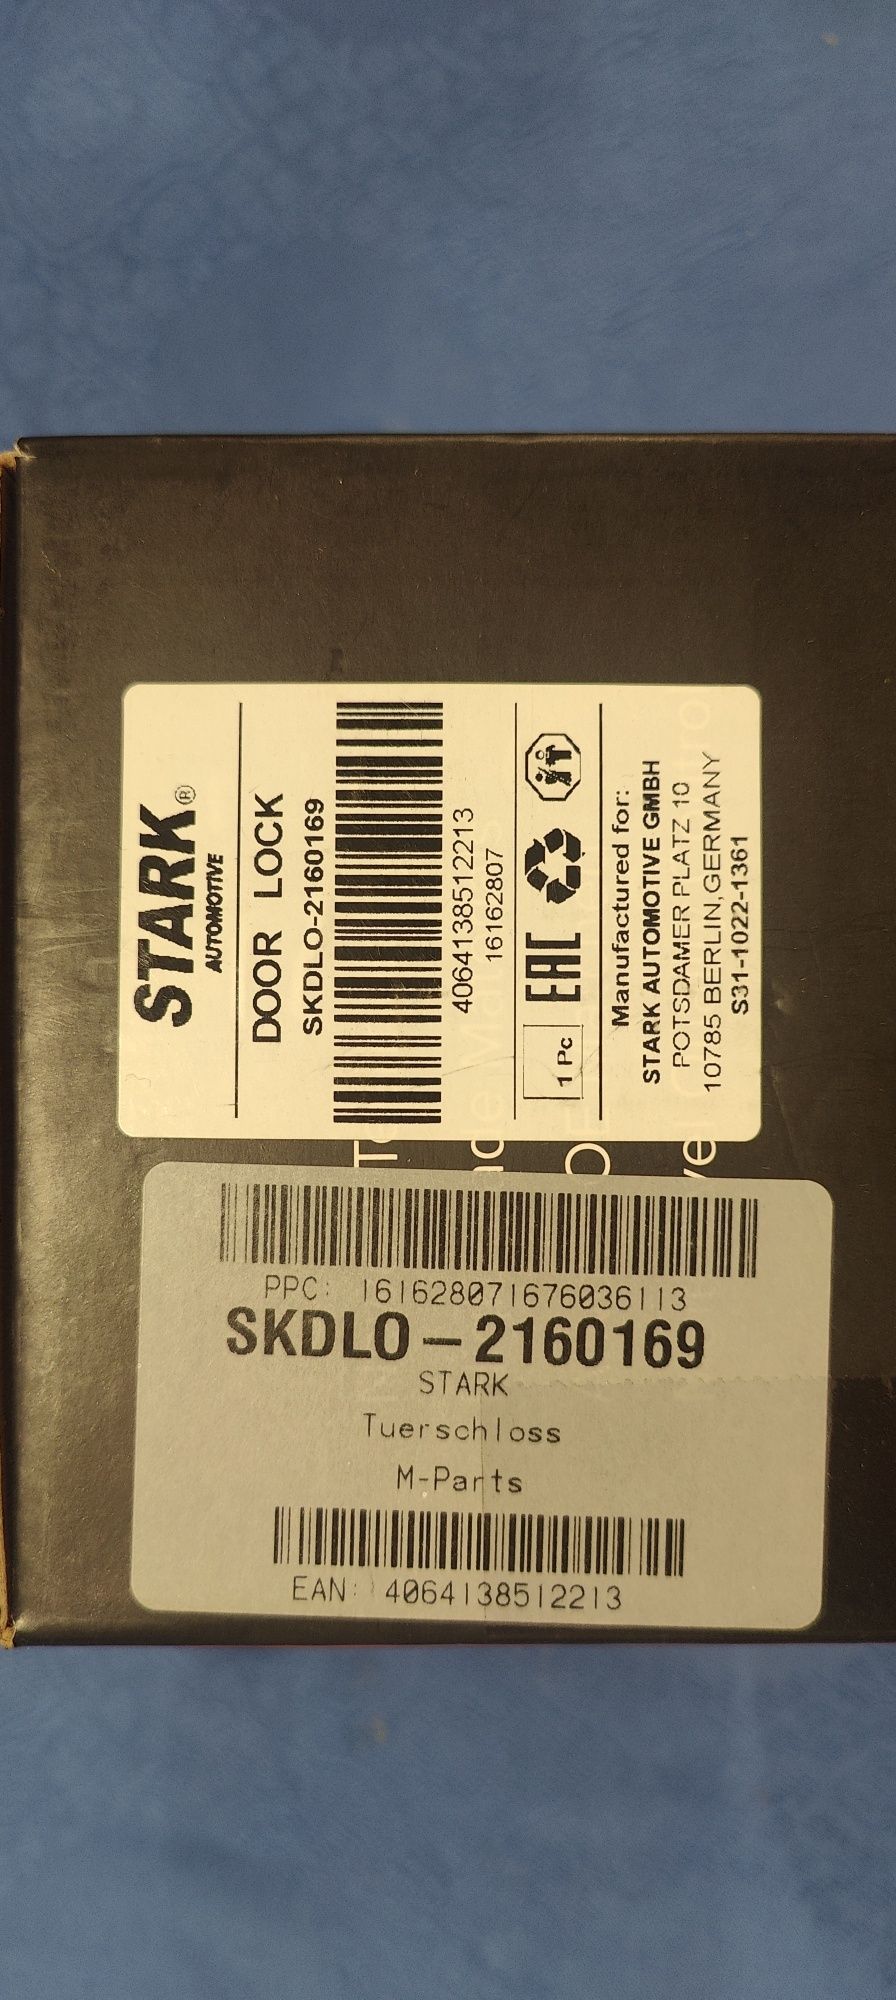 STARK®
AUTOMOTIVE
DOOR LOCK
SKDLO-2160169
4064138512213
16162807
1 Pc
EAC
Manufactured for:
STARK AUTOMOTIVE GMBH
POTSDAMER PLATZ 10
10785 BERLIN,GERMANY
S31-1022-1361
PPC: 161628071676036113
SKDLO-2160169
STARK
Tuerschloss
M-Parts
EAN: 4064138512213